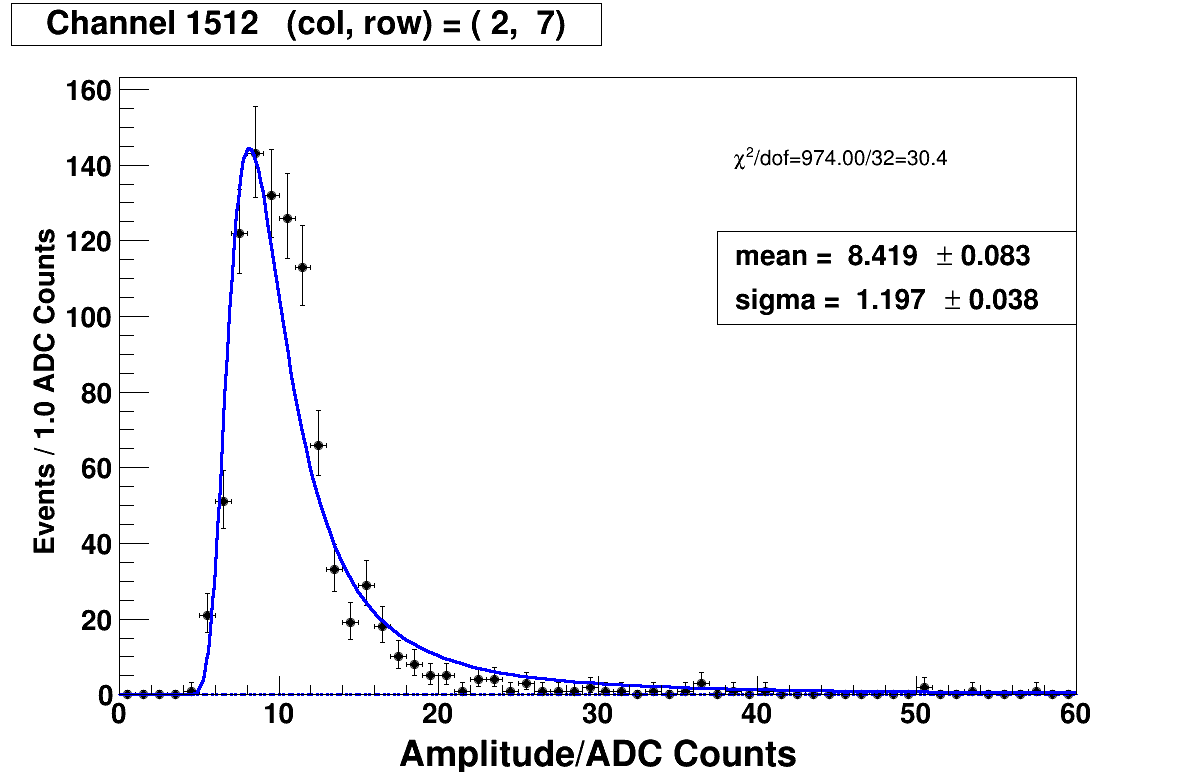 Channel 1512 (col, row) = ( 2, 7)
160
140
120
100
80
60
40
20
0
Events / 1.0 ADC Counts
χ²/dof=974.00/32=30.4
mean = 8.419 ± 0.083
sigma = 1.197 ± 0.038
0 10 20 30 40 50 60
Amplitude/ADC Counts